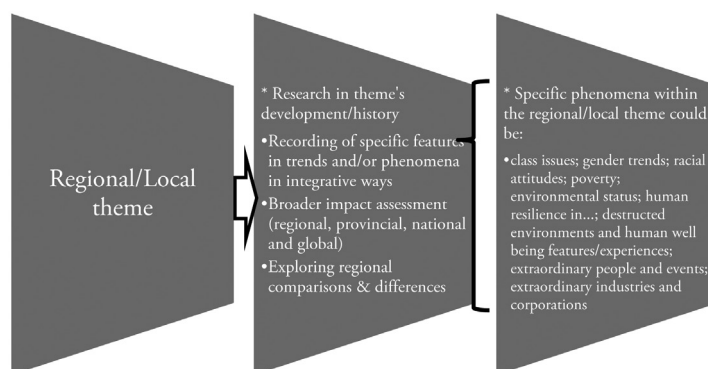 Regional/Local
theme
* Research in theme's
development/history
•Recording of specific features
in trends and/or phenomena
in integrative ways
•Broader impact assessment
(regional, provincial, national
and global)
•Exploring regional
comparisons & differences
* Specific phenomena within
the regional/local theme could
be:
•class issues; gender trends; racial
attitudes; poverty;
environmental status; human
resilience in...; destructed
environments and human well
being features/experiences;
extraordinary people and events;
extraordinary industries and
corporations